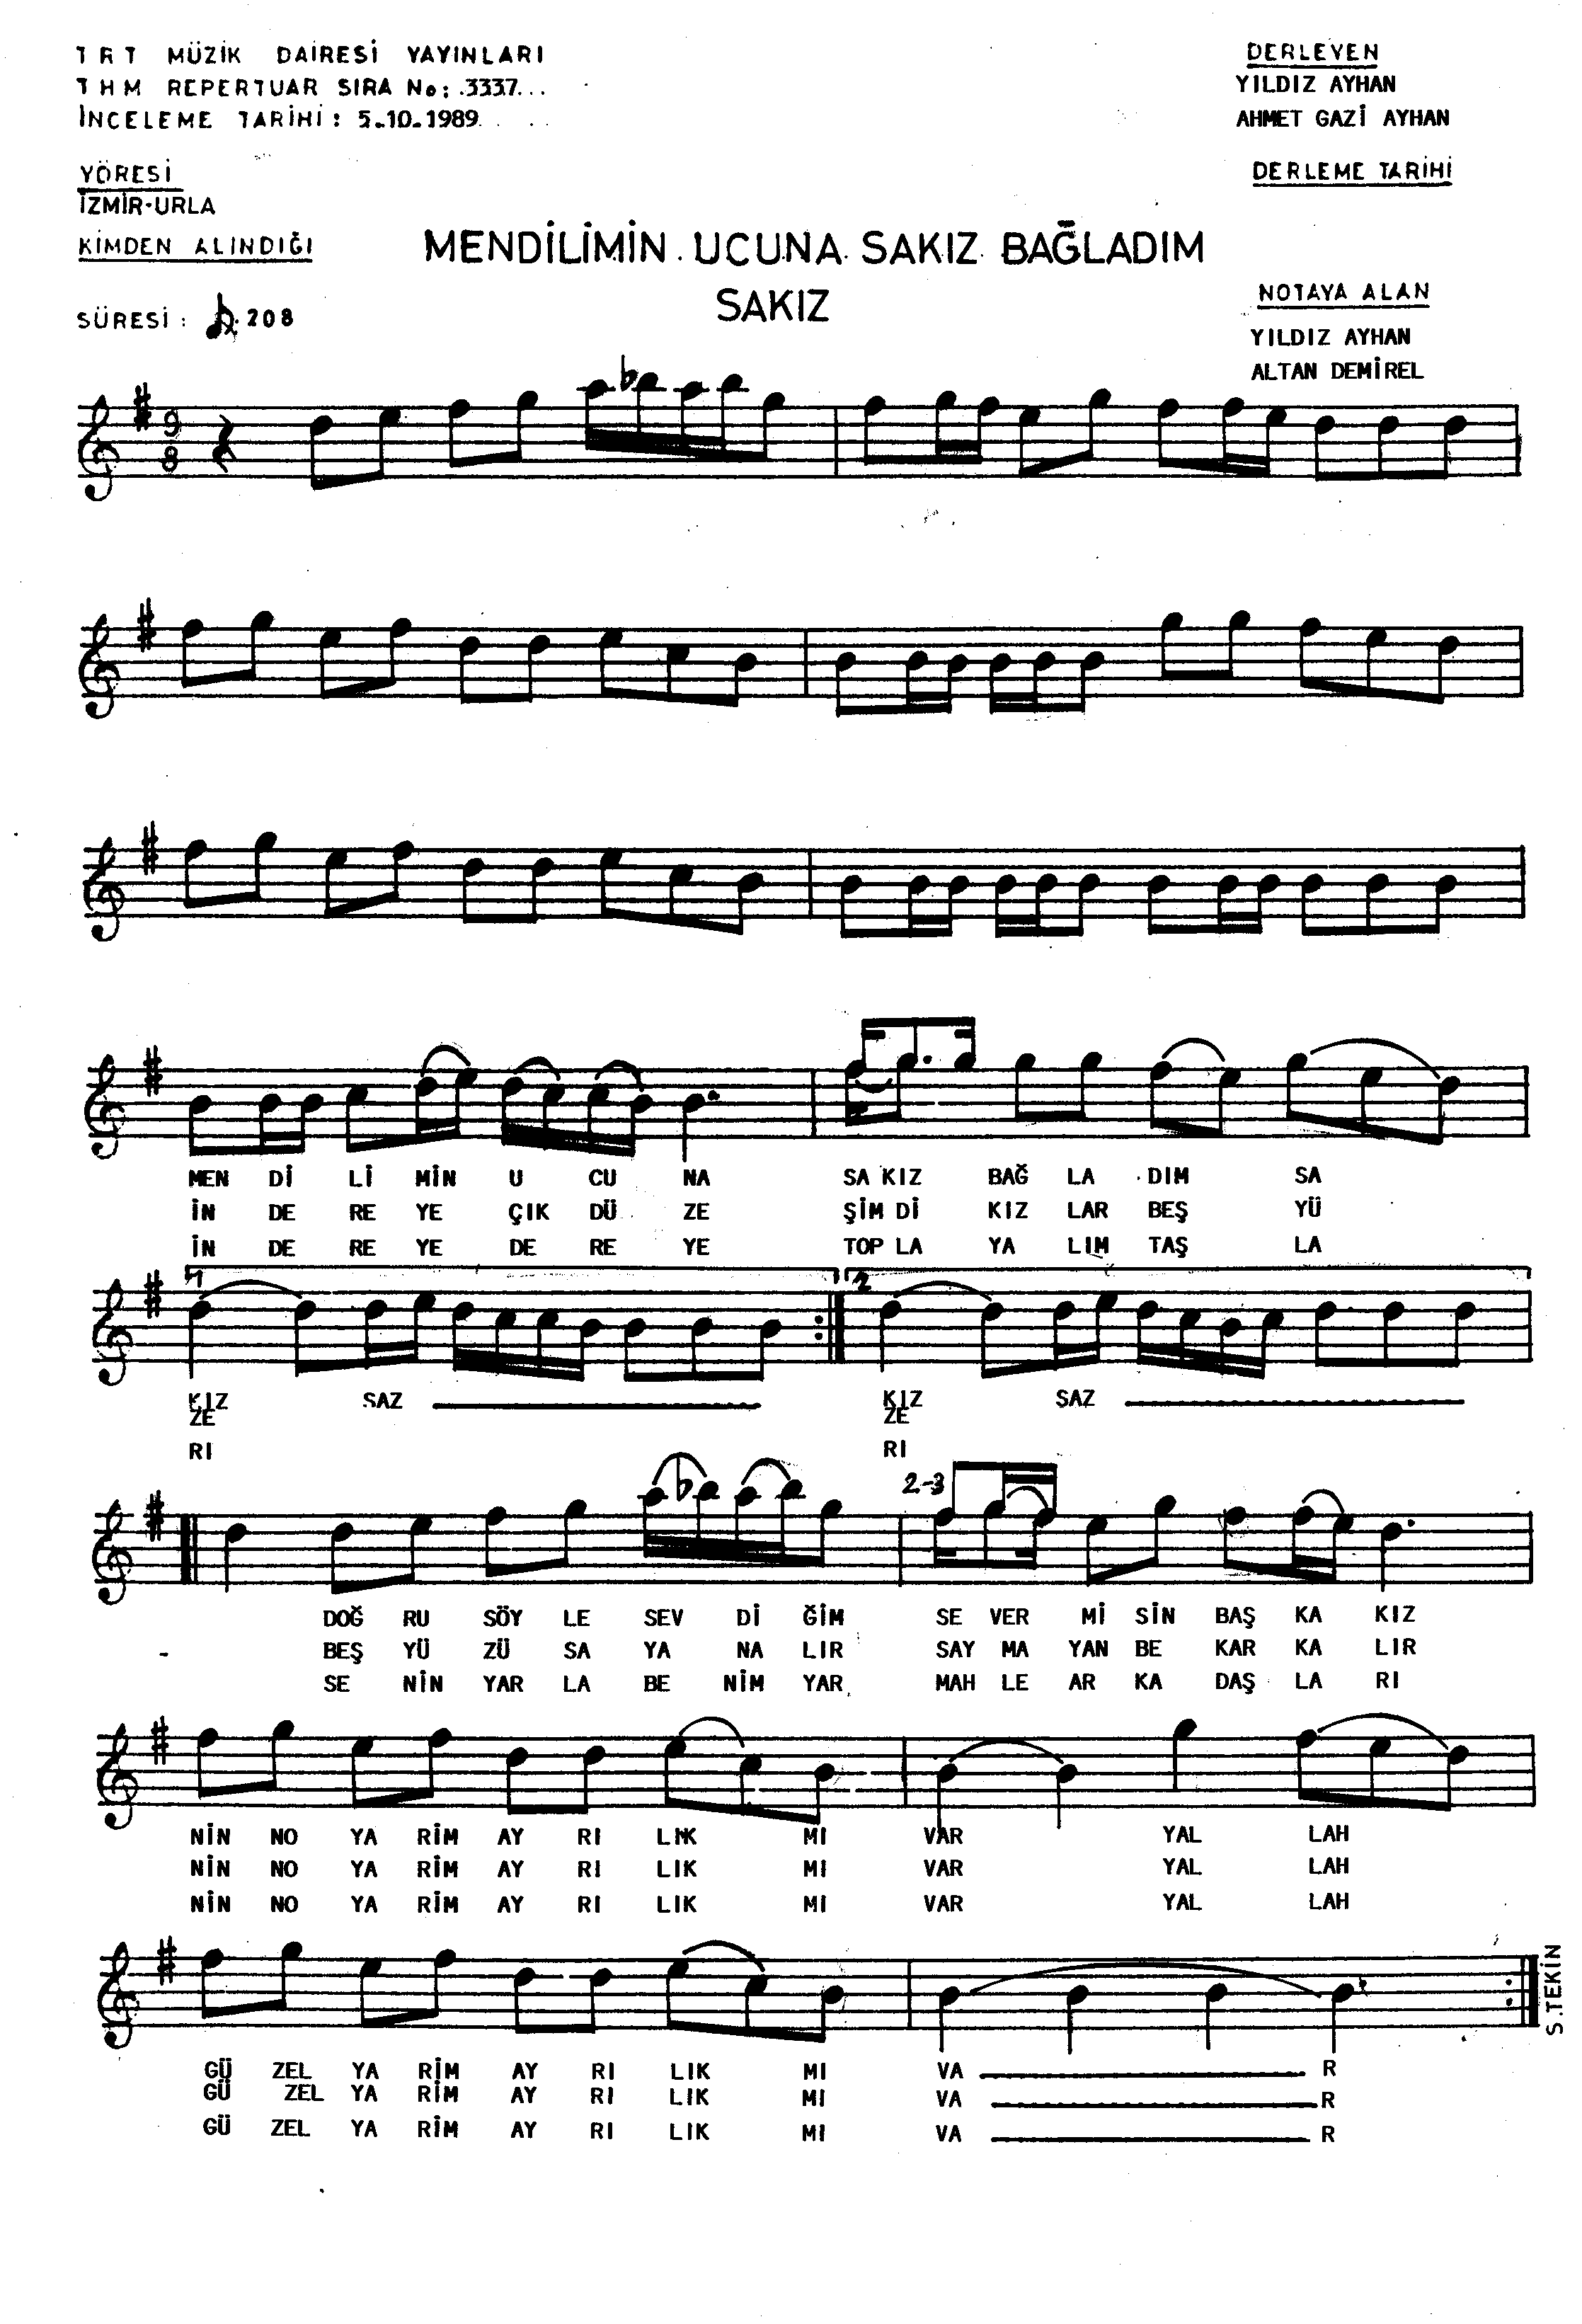 TRT MÜZİK DAİRESİ YAYINLARI
THM REPERTUAR SIRA No: 3337
İNCELEME TARİHİ: 5-10-1989
DERLEYEN
YILDIZ AYHAN
AHMET GAZİ AYHAN
YÖRESİ
İZMİR-URLA
DERLEME TARİHİ
KİMDEN ALINDIĞI
MENDİLİMİN UCUNA SAKIZ BAĞLADIM
SAKIZ
SÜRESİ: 208
NOTAYA ALAN
YILDIZ AYHAN
ALTAN DEMİREL
9
8
MEN Dİ Lİ MİN U CU NA SA KIZ BAĞ LA DIM SA
İN DE RE YE ÇIK DÜ ZE ŞİM Dİ KIZ LAR BEŞ YÜ
İN DE RE YE DE RE YE TOP LA YA LIM TAŞ LA
1 2
KIZ SAZ KIZ SAZ
ZE ZE
RI RI
2-3
DOĞ RU SÖY LE SEV Dİ ĞİM SE VER Mİ SİN BAŞ KA KIZ
BEŞ YÜ ZÜ SA YA NA LIR SAY MA YAN BE KAR KA LIR
SE NİN YAR LA BE NİM YAR MAH LE AR KA DAŞ LA RI
NİN NO YA RİM AY RI LIK MI VAR YAL LAH
NİN NO YA RİM AY RI LIK MI VAR YAL LAH
NİN NO YA RİM AY RI LIK MI VAR YAL LAH
GÜ ZEL YA RİM AY RI LIK MI VA R
GÜ ZEL YA RİM AY RI LIK MI VA R
GÜ ZEL YA RİM AY RI LIK MI VA R
S.TEKİN